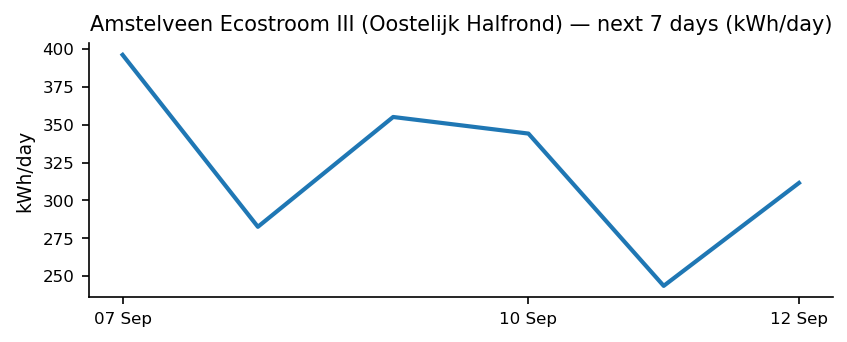 Amstelveen Ecostroom III (Oostelijk Halfrond) — next 7 days (kWh/day)
400
375
350
325
300
275
250
kWh/day
07 Sep
10 Sep
12 Sep